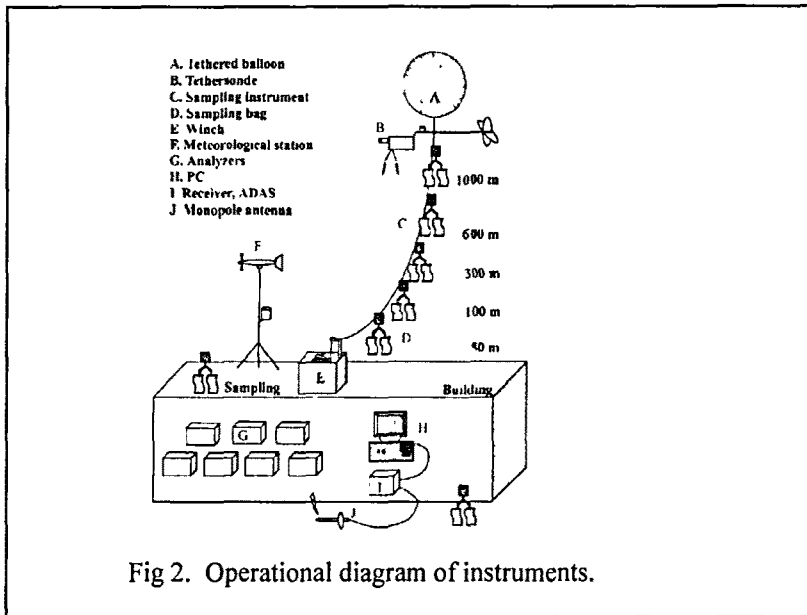 A. Tethered balloon
B. Tethersonde
C. Sampling instrument
D. Sampling bag
E Winch
F. Meteorological station
G. Analyzers
H. PC
I Receiver, ADAS
J Monopole antenna
A
B
1000 m
C
600 m
F
300 m
100 m
D
50 m
E
Sampling
Building
H
G
I
J
Fig 2. Operational diagram of instruments.